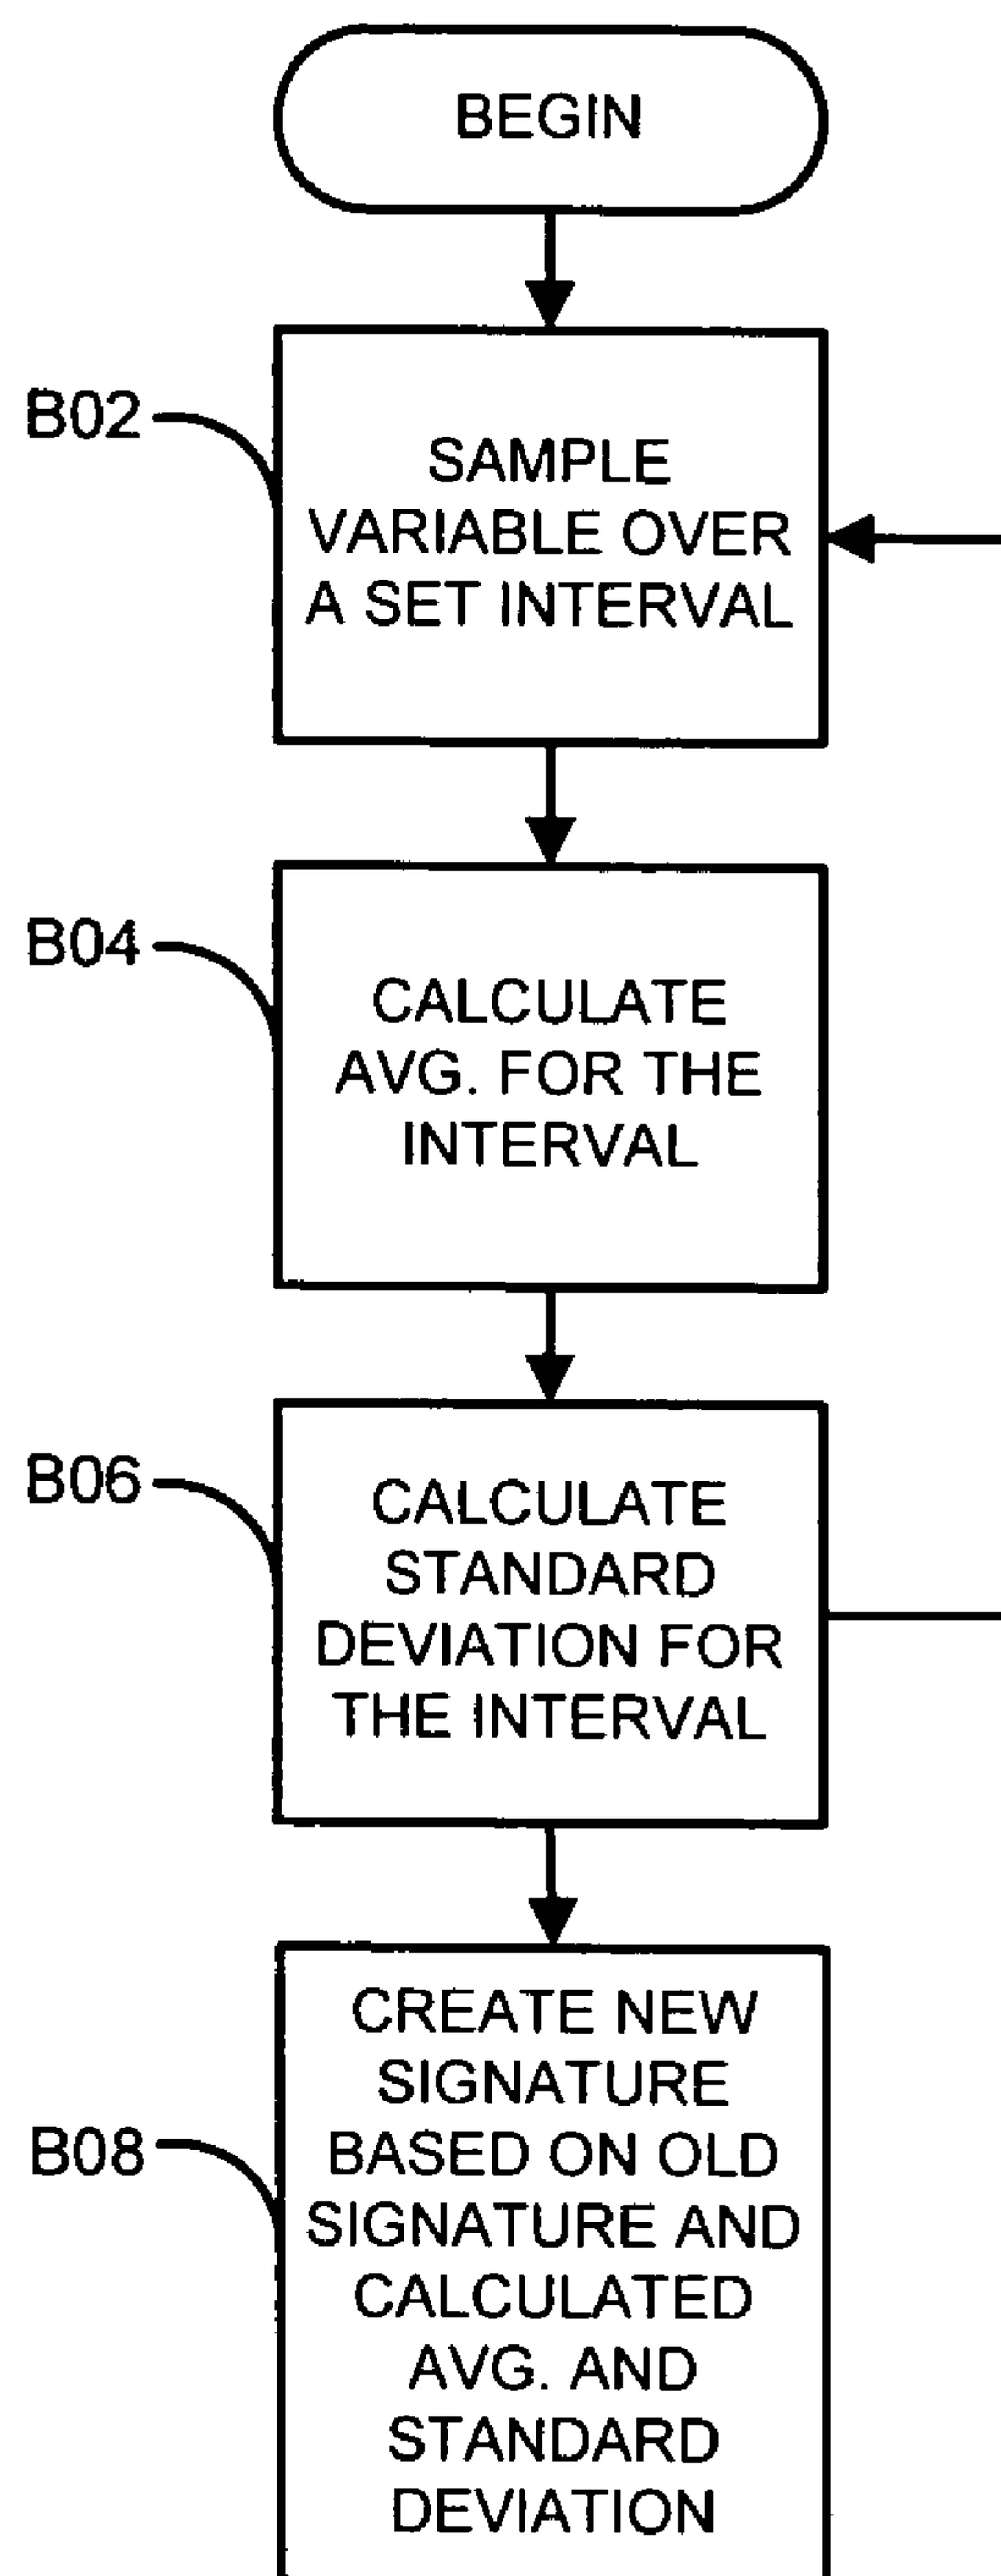 BEGIN
B02
SAMPLE
VARIABLE OVER
A SET INTERVAL
B04
CALCULATE
AVG. FOR THE
INTERVAL
B06
CALCULATE
STANDARD
DEVIATION FOR
THE INTERVAL
B08
CREATE NEW
SIGNATURE
BASED ON OLD
SIGNATURE AND
CALCULATED
AVG. AND
STANDARD
DEVIATION